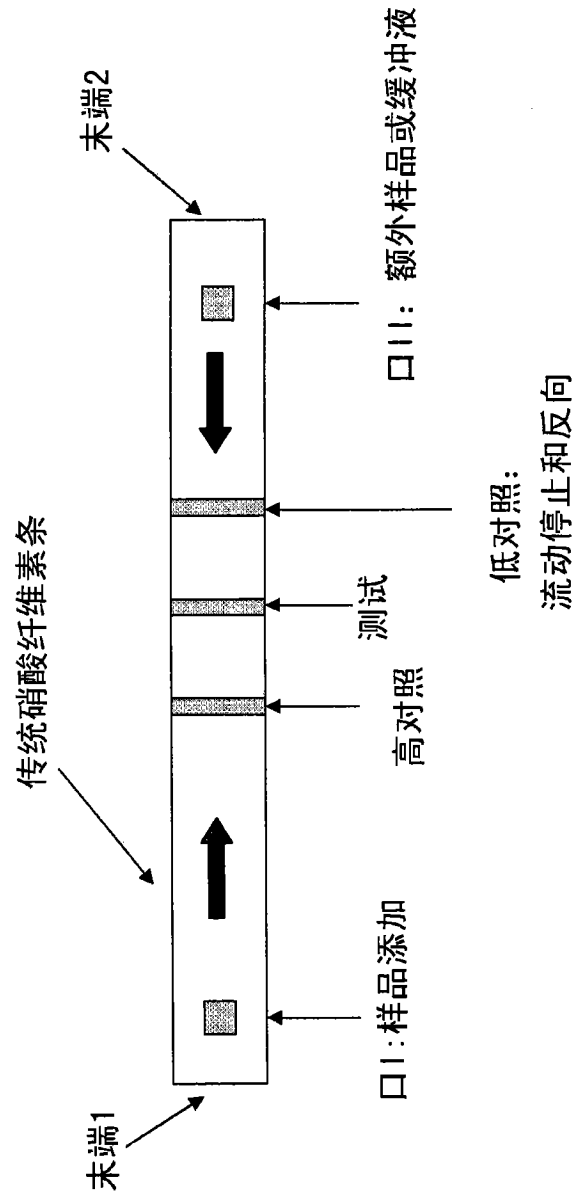 传统硝酸纤维素条
末端1
末端2
口I:样品添加
高对照
测试
低对照:
流动停止和反向
口II: 额外样品或缓冲液